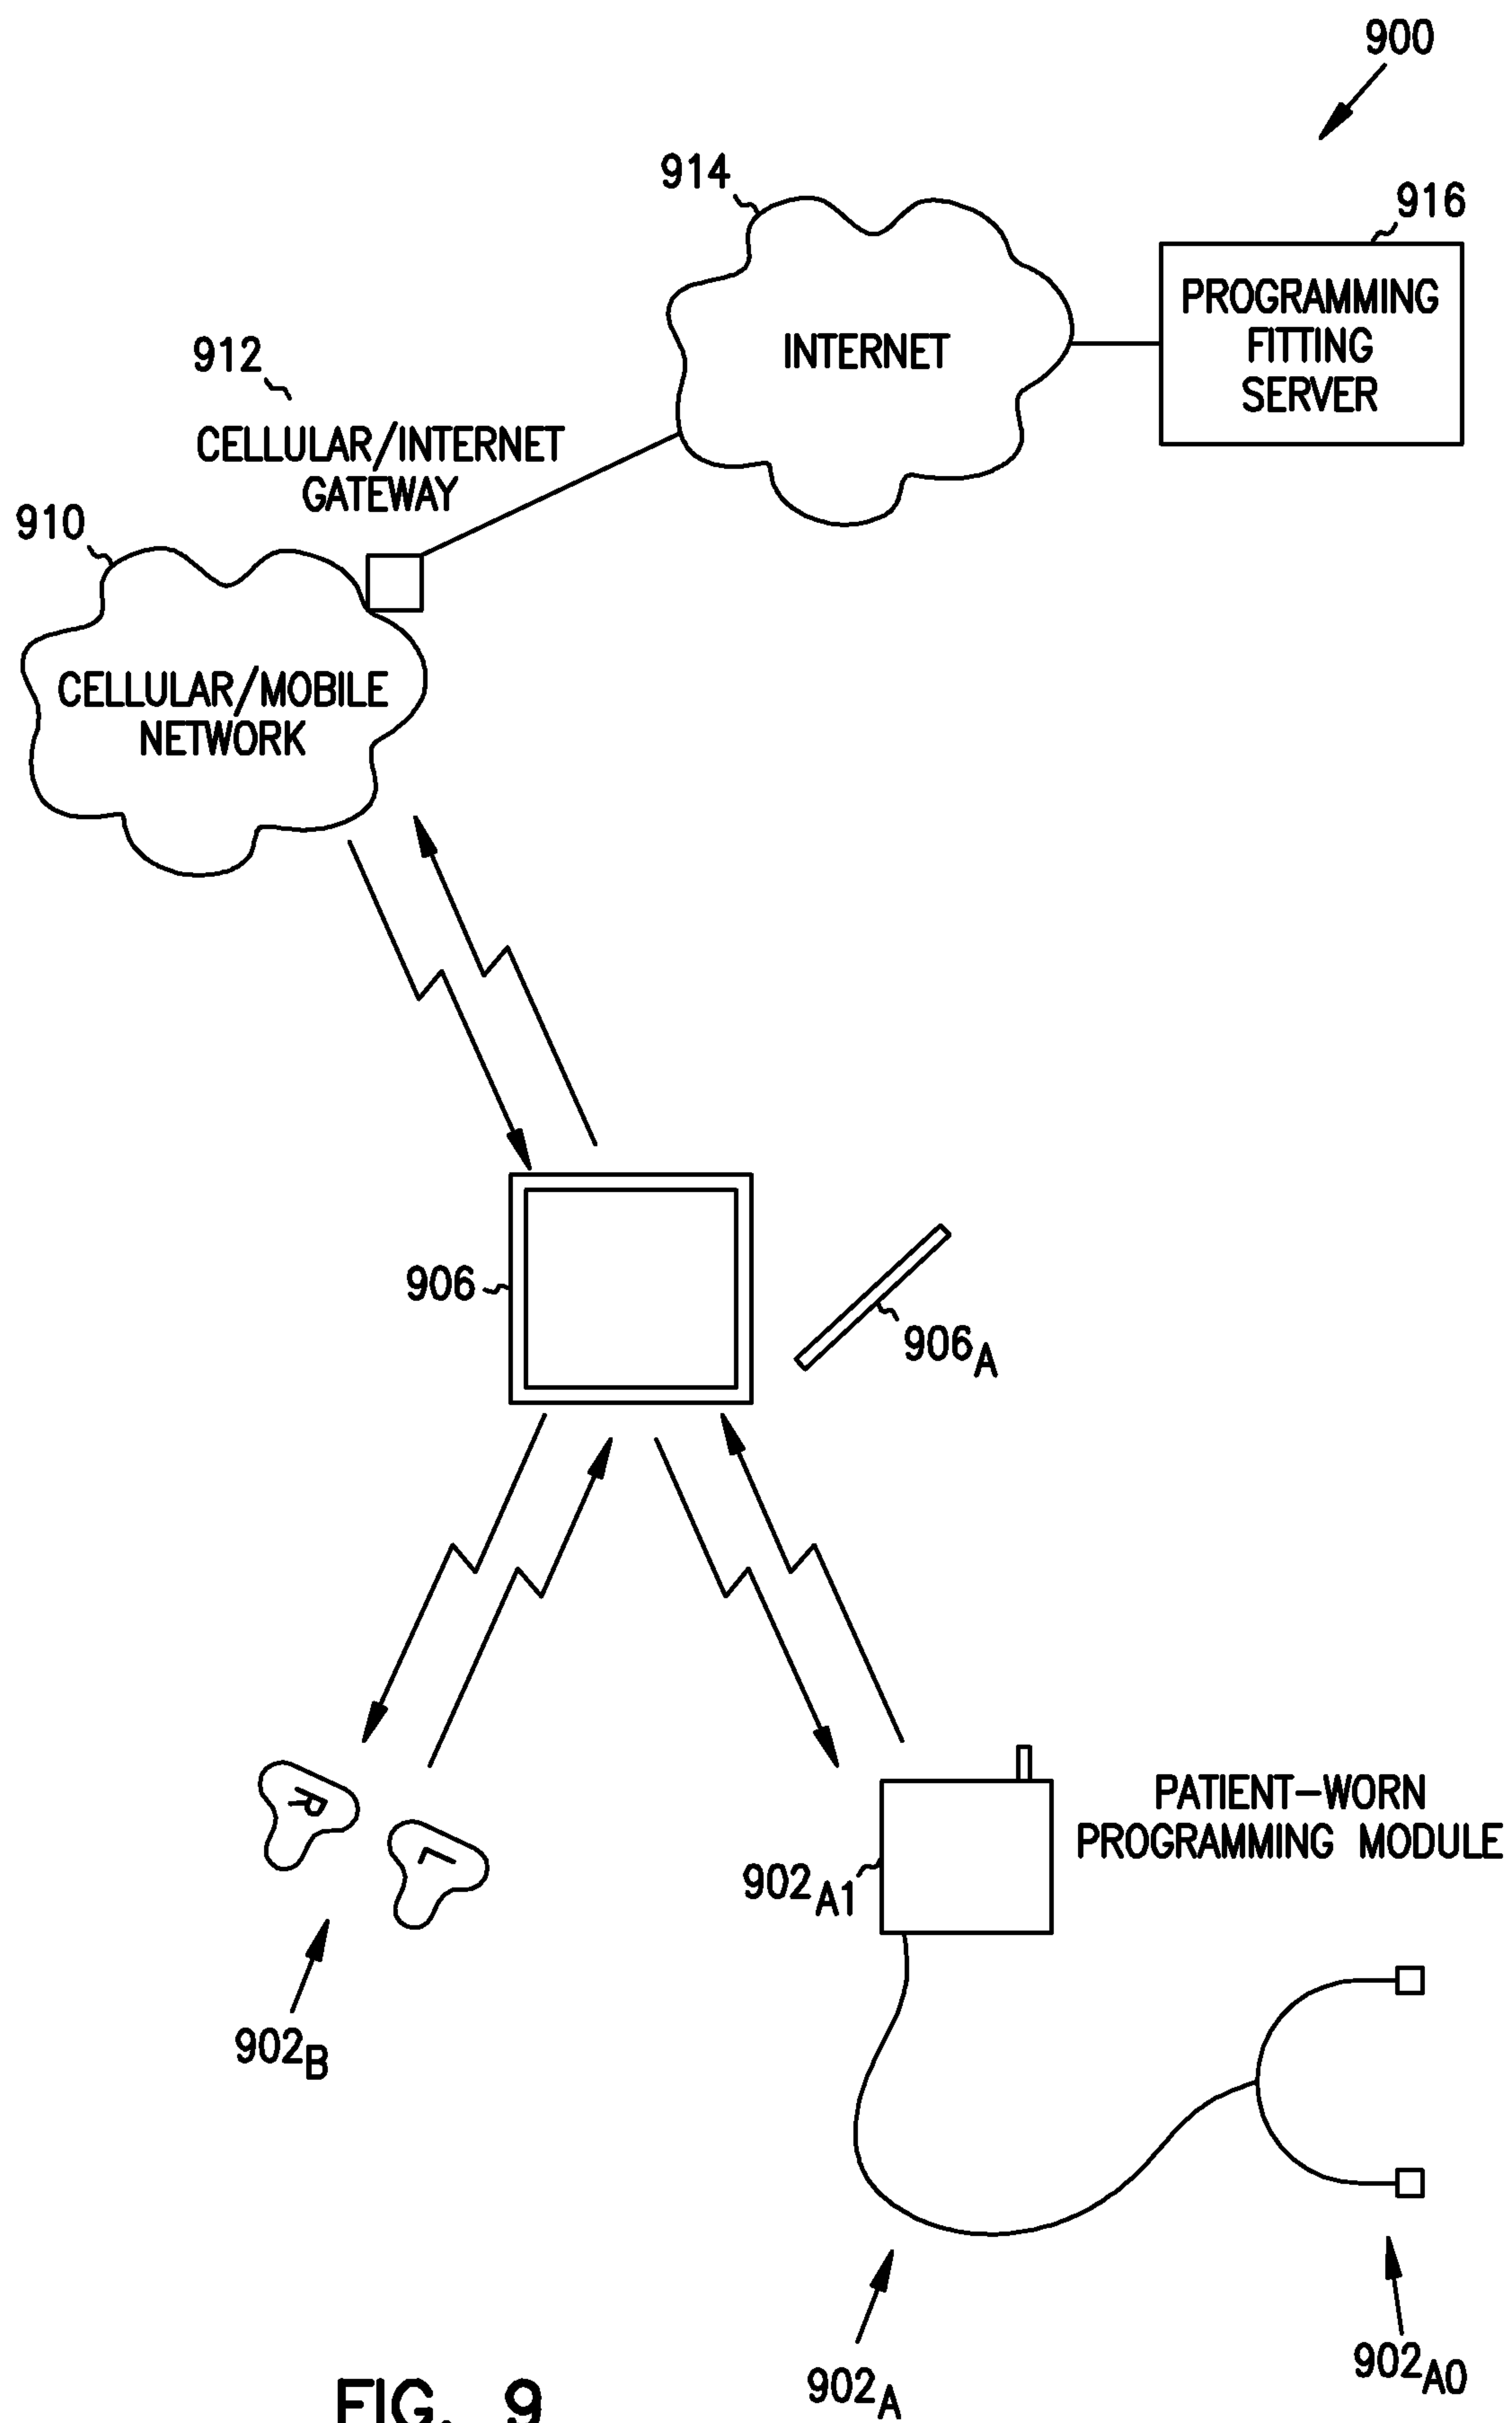 900
914
916
PROGRAMMING
FITTING
SERVER
INTERNET
912
CELLULAR/INTERNET
GATEWAY
910
CELLULAR/MOBILE
NETWORK
906
906A
R
L
PATIENT-WORN
PROGRAMMING MODULE
902A1
902B
902A
902A0
FIG. 9